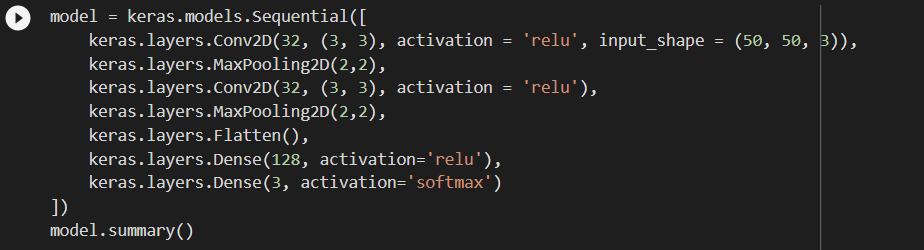 model = keras.models.Sequential([
    keras.layers.Conv2D(32, (3, 3), activation = 'relu', input_shape = (50, 50, 3)),
    keras.layers.MaxPooling2D(2,2),
    keras.layers.Conv2D(32, (3, 3), activation = 'relu'),
    keras.layers.MaxPooling2D(2,2),
    keras.layers.Flatten(),
    keras.layers.Dense(128, activation='relu'),
    keras.layers.Dense(3, activation='softmax')
])
model.summary()